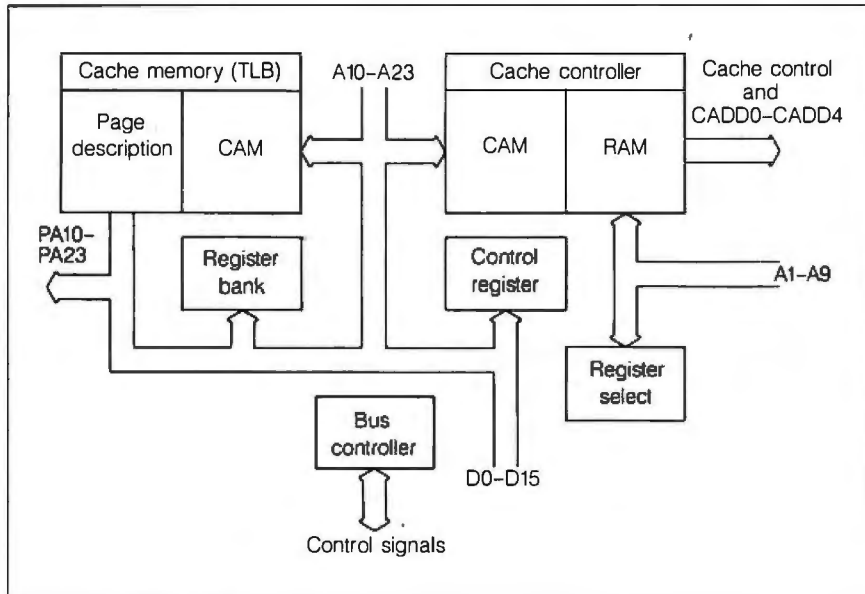 Cache memory (TLB)
Page
description
CAM
A10–A23
Cache controller
CAM
RAM
Cache control
and
CADD0–CADD4
PA10–
PA23
Register
bank
Control
register
A1–A9
Register
select
Bus
controller
D0–D15
Control signals